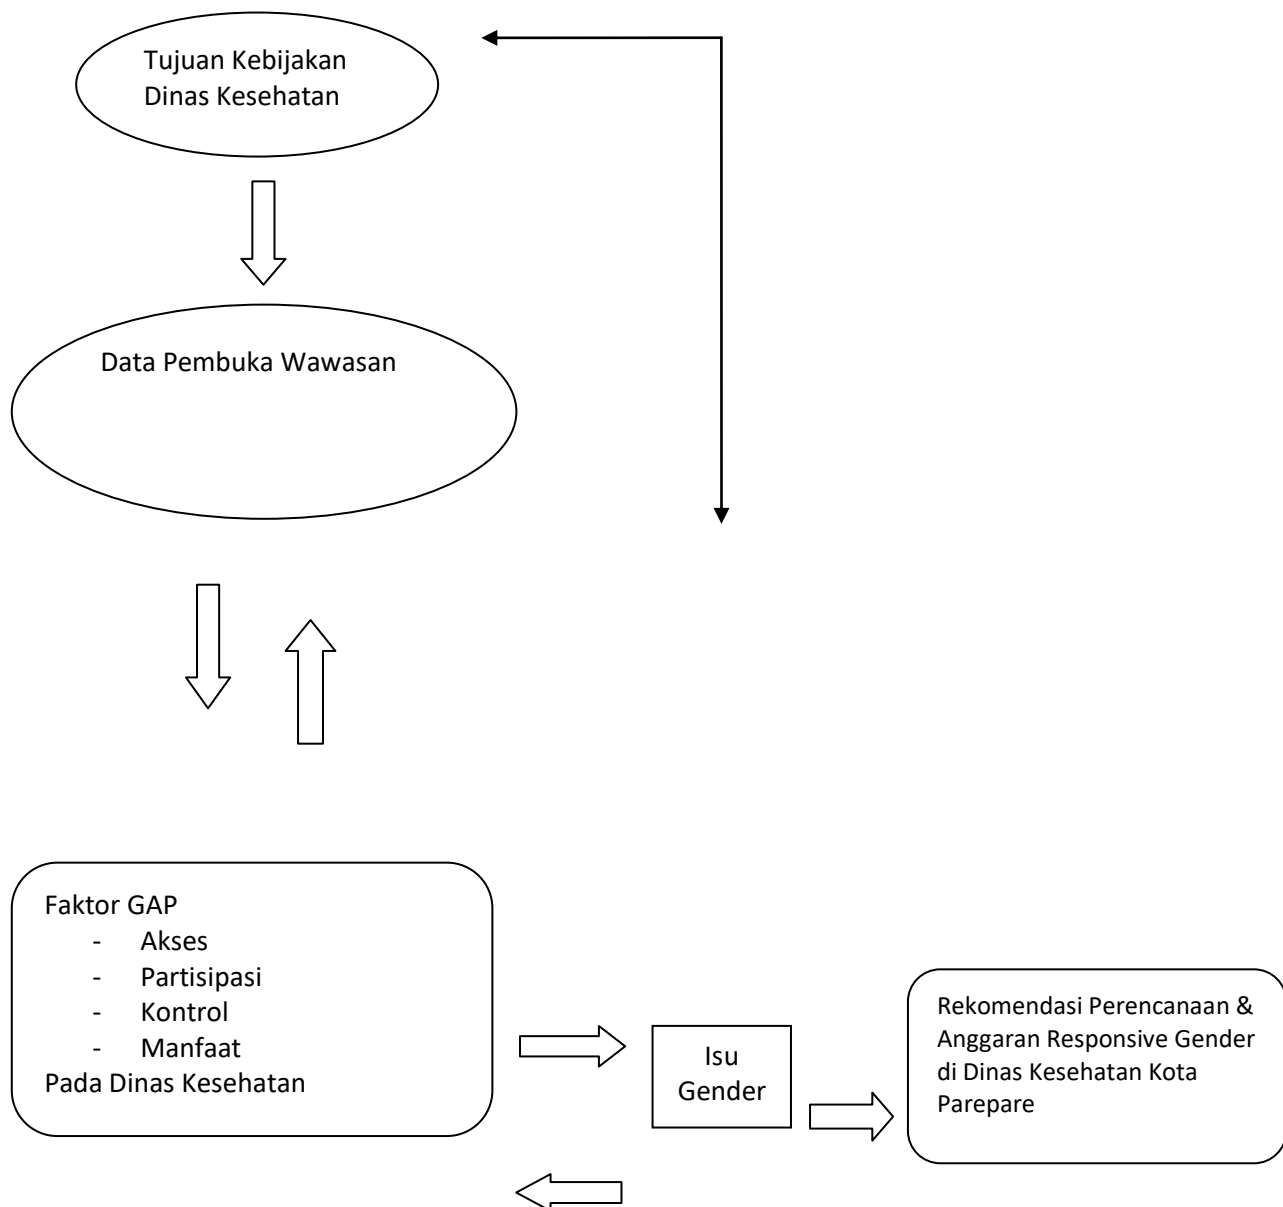 Tujuan Kebijakan
Dinas Kesehatan
Data Pembuka Wawasan
Faktor GAP
- Akses
- Partisipasi
- Kontrol
- Manfaat
Pada Dinas Kesehatan
Isu
Gender
Rekomendasi Perencanaan &
Anggaran Responsive Gender
di Dinas Kesehatan Kota
Parepare